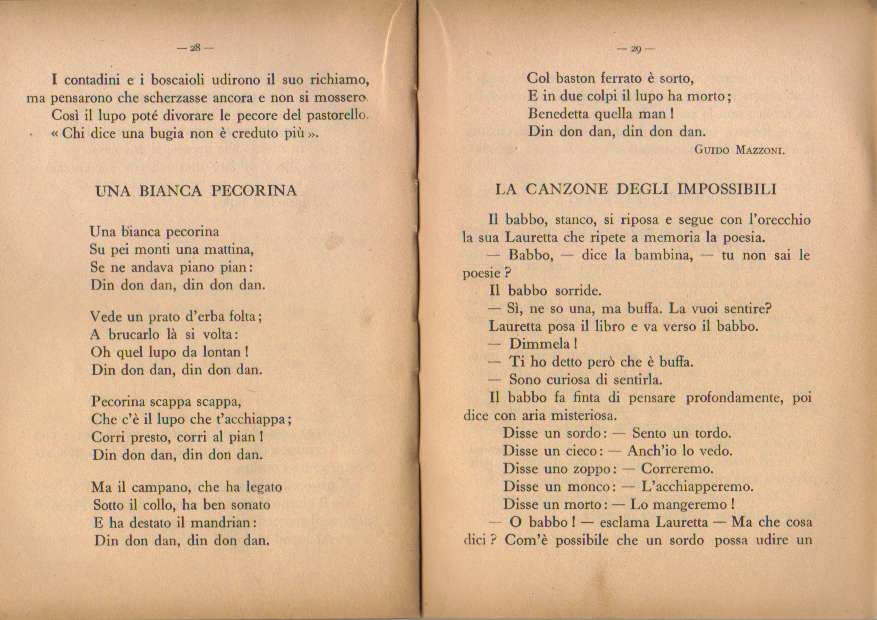 — 28 —
I contadini e i boscaioli udirono il suo richiamo,
ma pensarono che scherzasse ancora e non si mossero.
Così il lupo poté divorare le pecore del pastorello.
« Chi dice una bugia non è creduto più ».
UNA BIANCA PECORINA
Una bianca pecorina
Su pei monti una mattina,
Se ne andava piano pian:
Din don dan, din don dan.
Vede un prato d'erba folta;
A brucarlo là si volta:
Oh quel lupo da lontan!
Din don dan, din don dan.
Pecorina scappa scappa,
Che c'è il lupo che t'acchiappa;
Corri presto, corri al pian!
Din don dan, din don dan.
Ma il campano, che ha legato
Sotto il collo, ha ben sonato
E ha destato il mandrian:
Din don dan, din don dan.
— 29 —
Col baston ferrato è sorto,
E in due colpi il lupo ha morto;
Benedetta quella man!
Din don dan, din don dan.
GUIDO MAZZONI.
LA CANZONE DEGLI IMPOSSIBILI
Il babbo, stanco, si riposa e segue con l'orecchio
la sua Lauretta che ripete a memoria la poesia.
— Babbo, — dice la bambina, — tu non sai le
poesie?
Il babbo sorride.
— Sì, ne so una, ma buffa. La vuoi sentire?
Lauretta posa il libro e va verso il babbo.
— Dimmela!
— Ti ho detto però che è buffa.
— Sono curiosa di sentirla.
Il babbo fa finta di pensare profondamente, poi
dice con aria misteriosa.
Disse un sordo: — Sento un tordo.
Disse un cieco: — Anch'io lo vedo.
Disse uno zoppo: — Correremo.
Disse un monco: — L'acchiapperemo.
Disse un morto: — Lo mangeremo!
— O babbo! — esclama Lauretta — Ma che cosa
dici? Com'è possibile che un sordo possa udire un